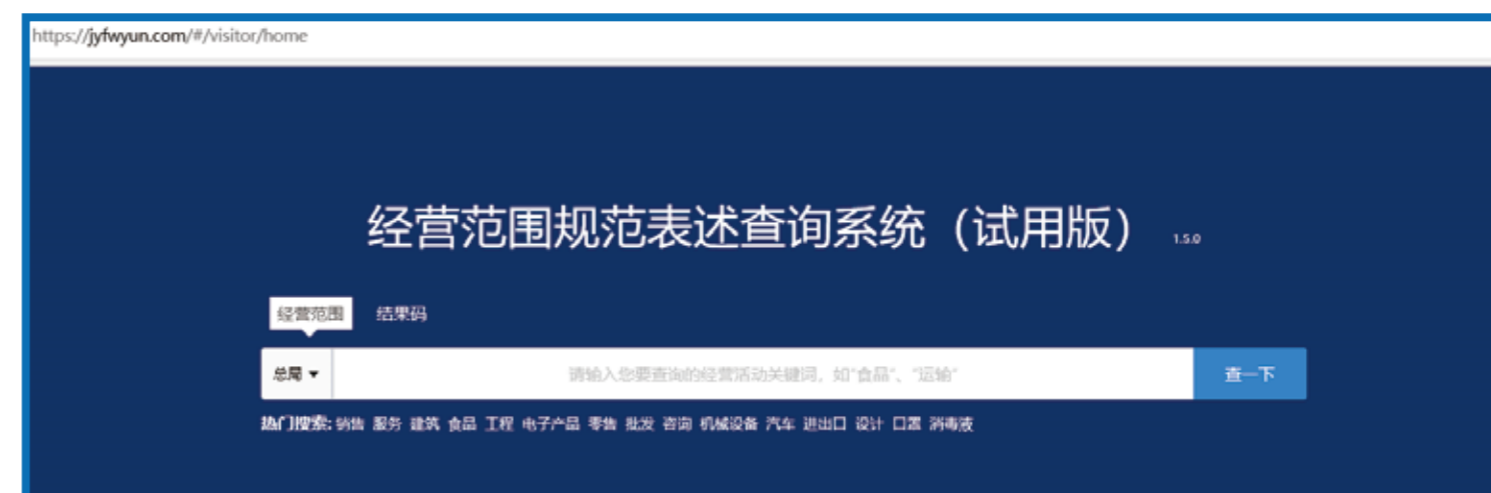 https://jyfwyun.com/#/visitor/home
经营范围规范表述查询系统（试用版） 1.5.0
经营范围 结果码
总局 请输入您要查询的经营活动关键词，如"食品"、"运输" 查一下
热门搜索: 销售 服务 建筑 食品 工程 电子产品 零售 批发 咨询 机械设备 汽车 进出口 设计 口罩 消毒液